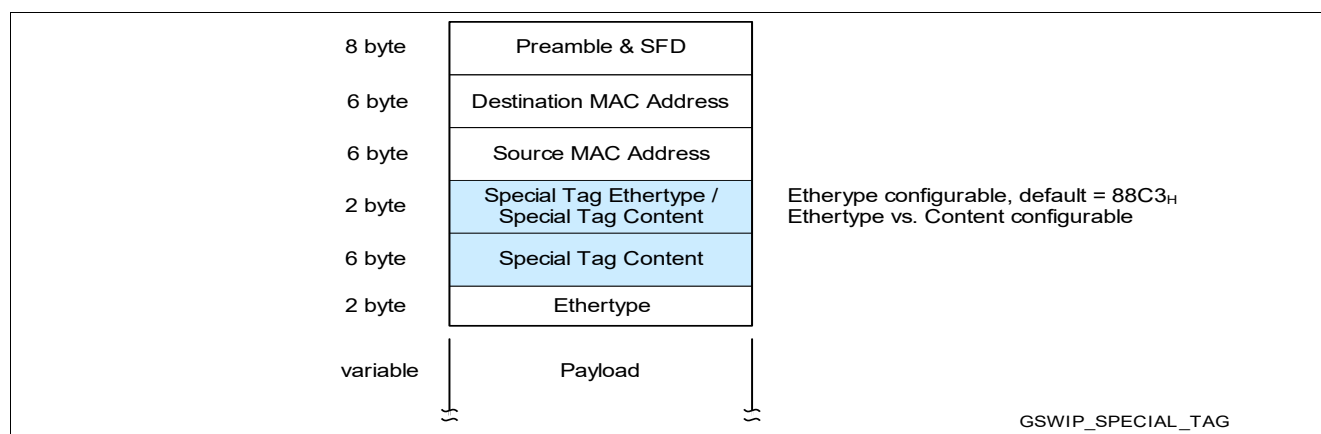 8 byte Preamble & SFD
6 byte Destination MAC Address
6 byte Source MAC Address
2 byte Special Tag Ethertype /
Special Tag Content
Etherype configurable, default = 88C3H
Ethertype vs. Content configurable
6 byte Special Tag Content
2 byte Ethertype
variable Payload
GSWIP_SPECIAL_TAG